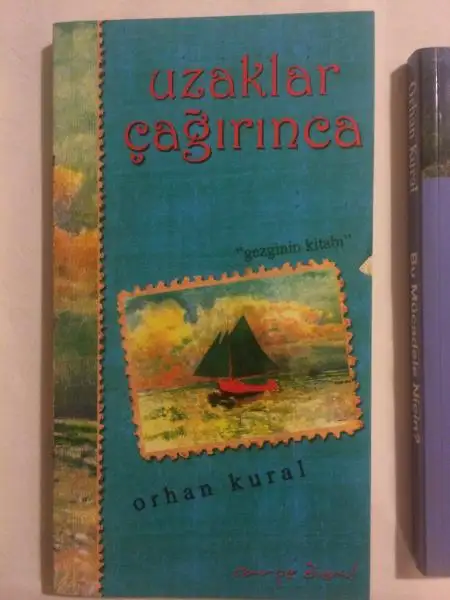 uzaklar
çağırınca
"gezginin kitabı"
orhan kural
Orhan Kural Bu Mücadele Niçin?